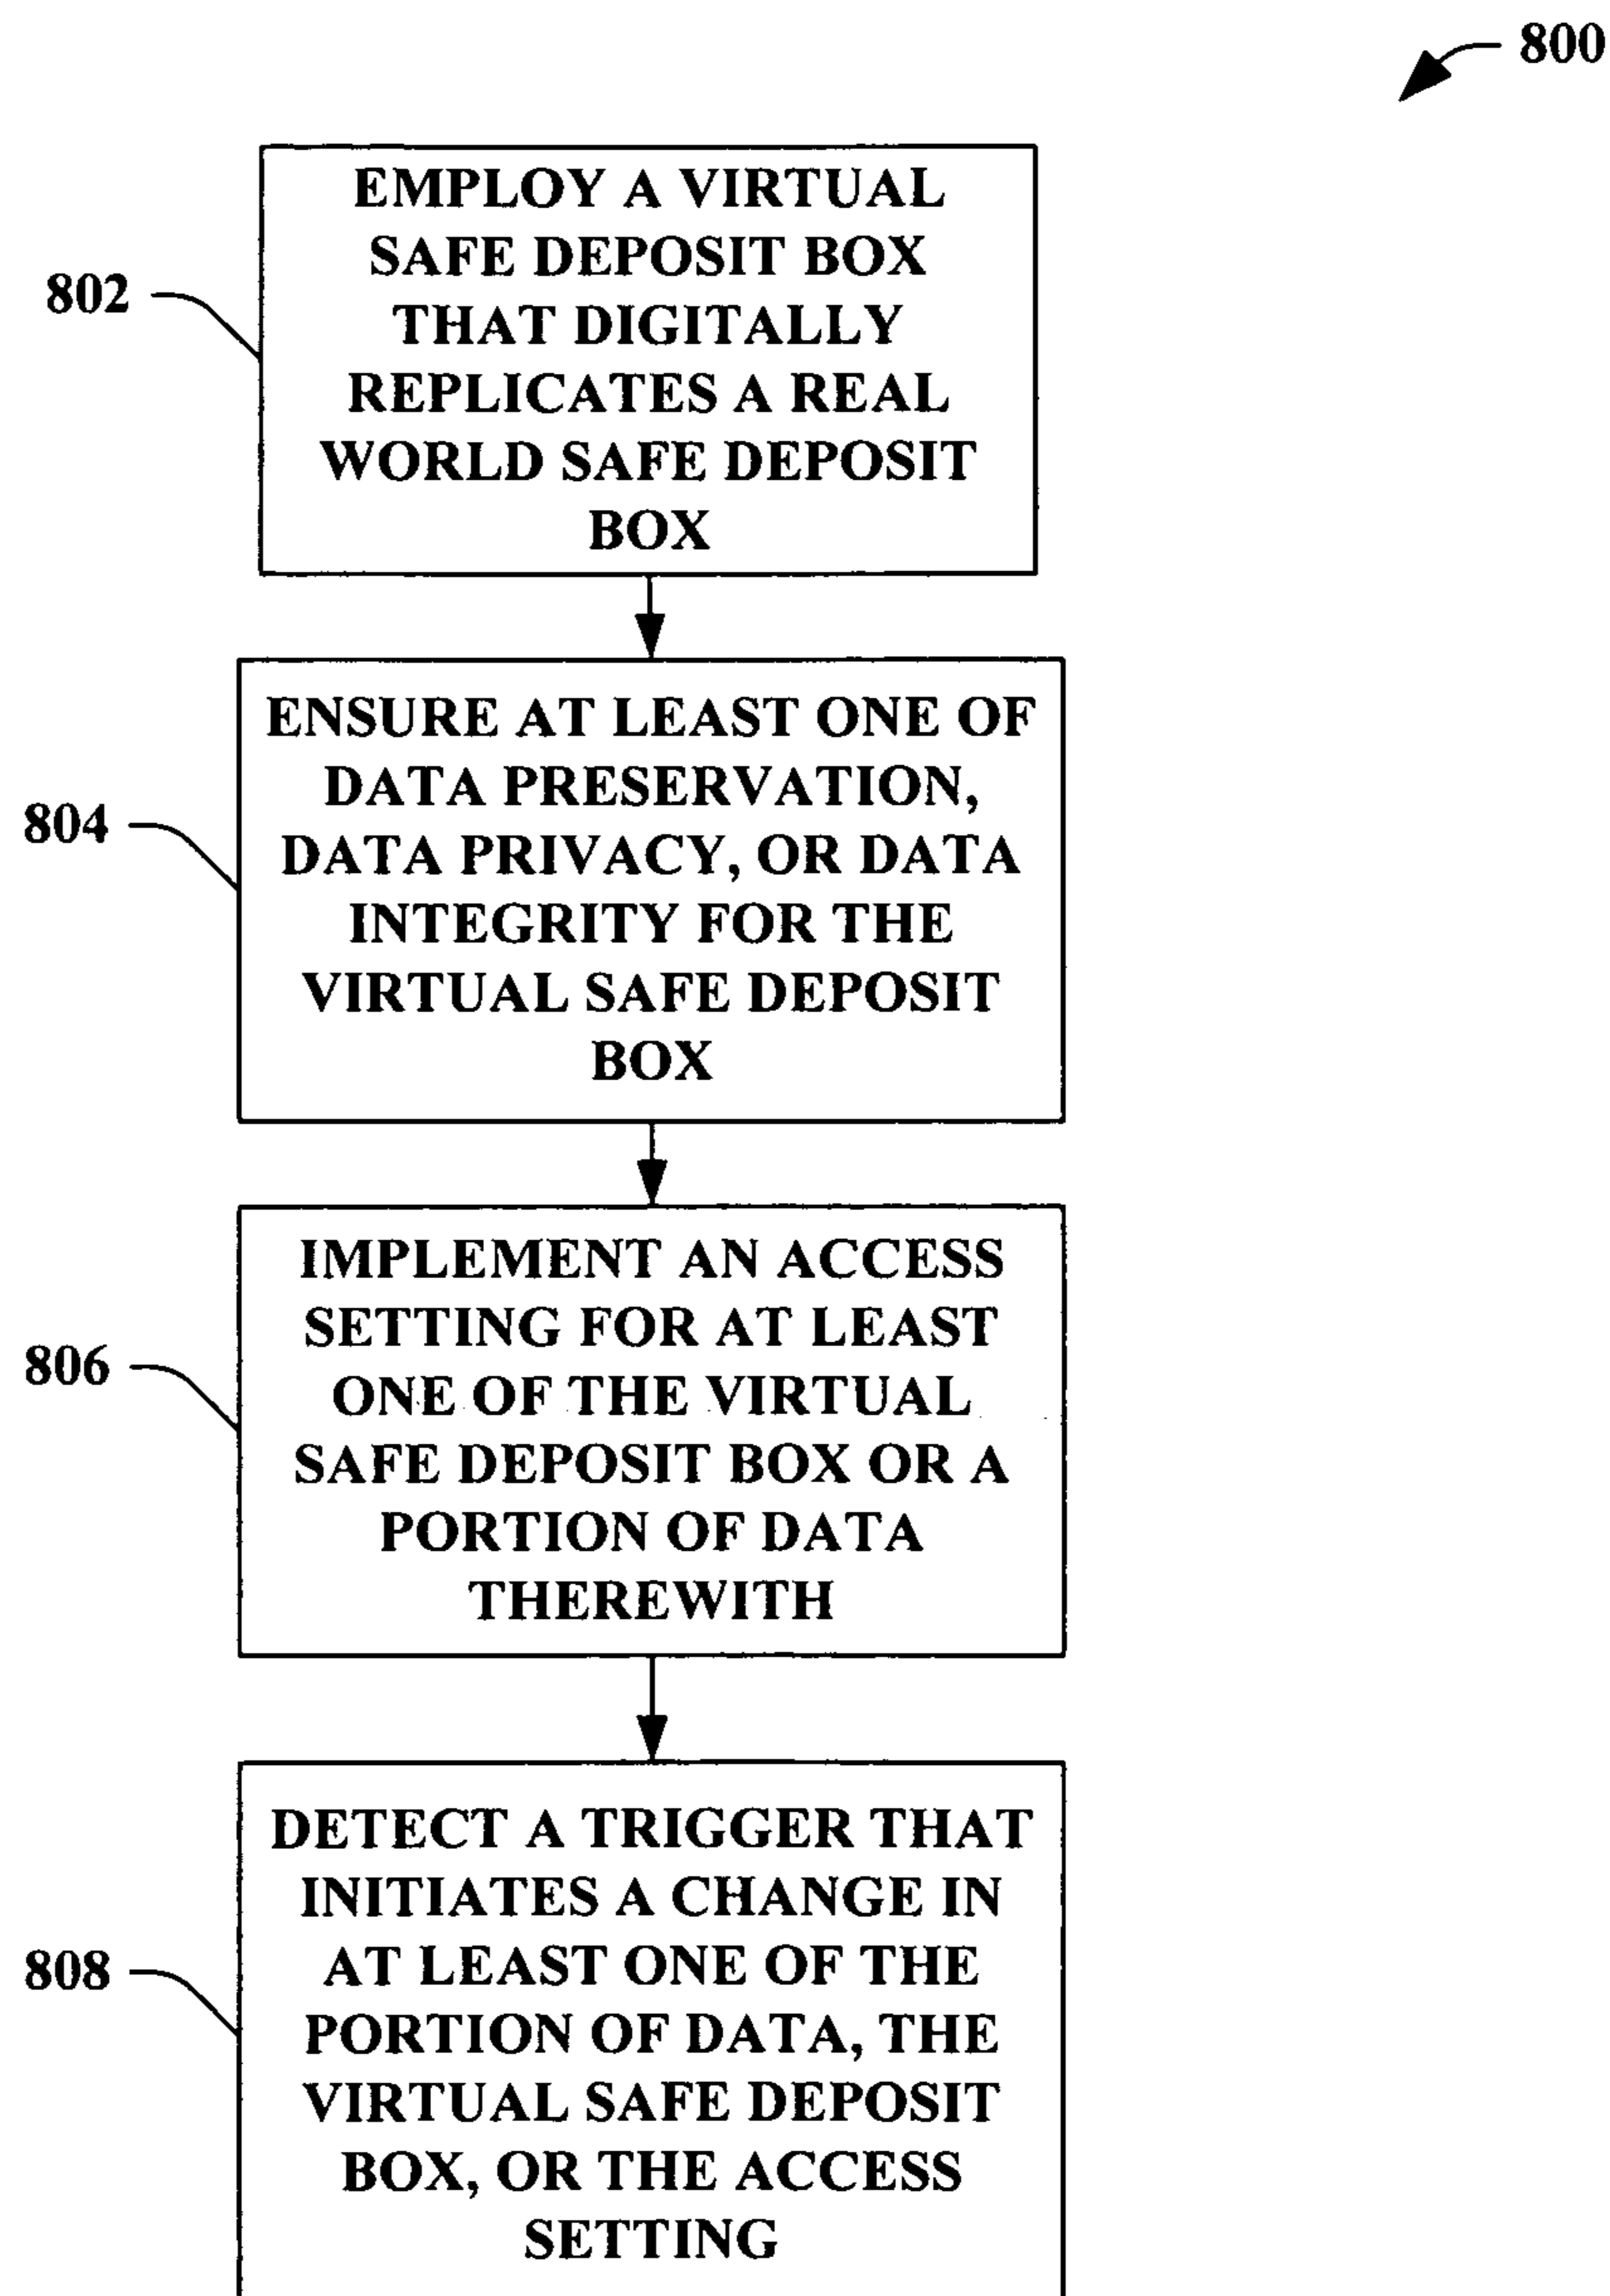 800
802
EMPLOY A VIRTUAL
SAFE DEPOSIT BOX
THAT DIGITALLY
REPLICATES A REAL
WORLD SAFE DEPOSIT
BOX
804
ENSURE AT LEAST ONE OF
DATA PRESERVATION,
DATA PRIVACY, OR DATA
INTEGRITY FOR THE
VIRTUAL SAFE DEPOSIT
BOX
806
IMPLEMENT AN ACCESS
SETTING FOR AT LEAST
ONE OF THE VIRTUAL
SAFE DEPOSIT BOX OR A
PORTION OF DATA
THEREWITH
808
DETECT A TRIGGER THAT
INITIATES A CHANGE IN
AT LEAST ONE OF THE
PORTION OF DATA, THE
VIRTUAL SAFE DEPOSIT
BOX, OR THE ACCESS
SETTING